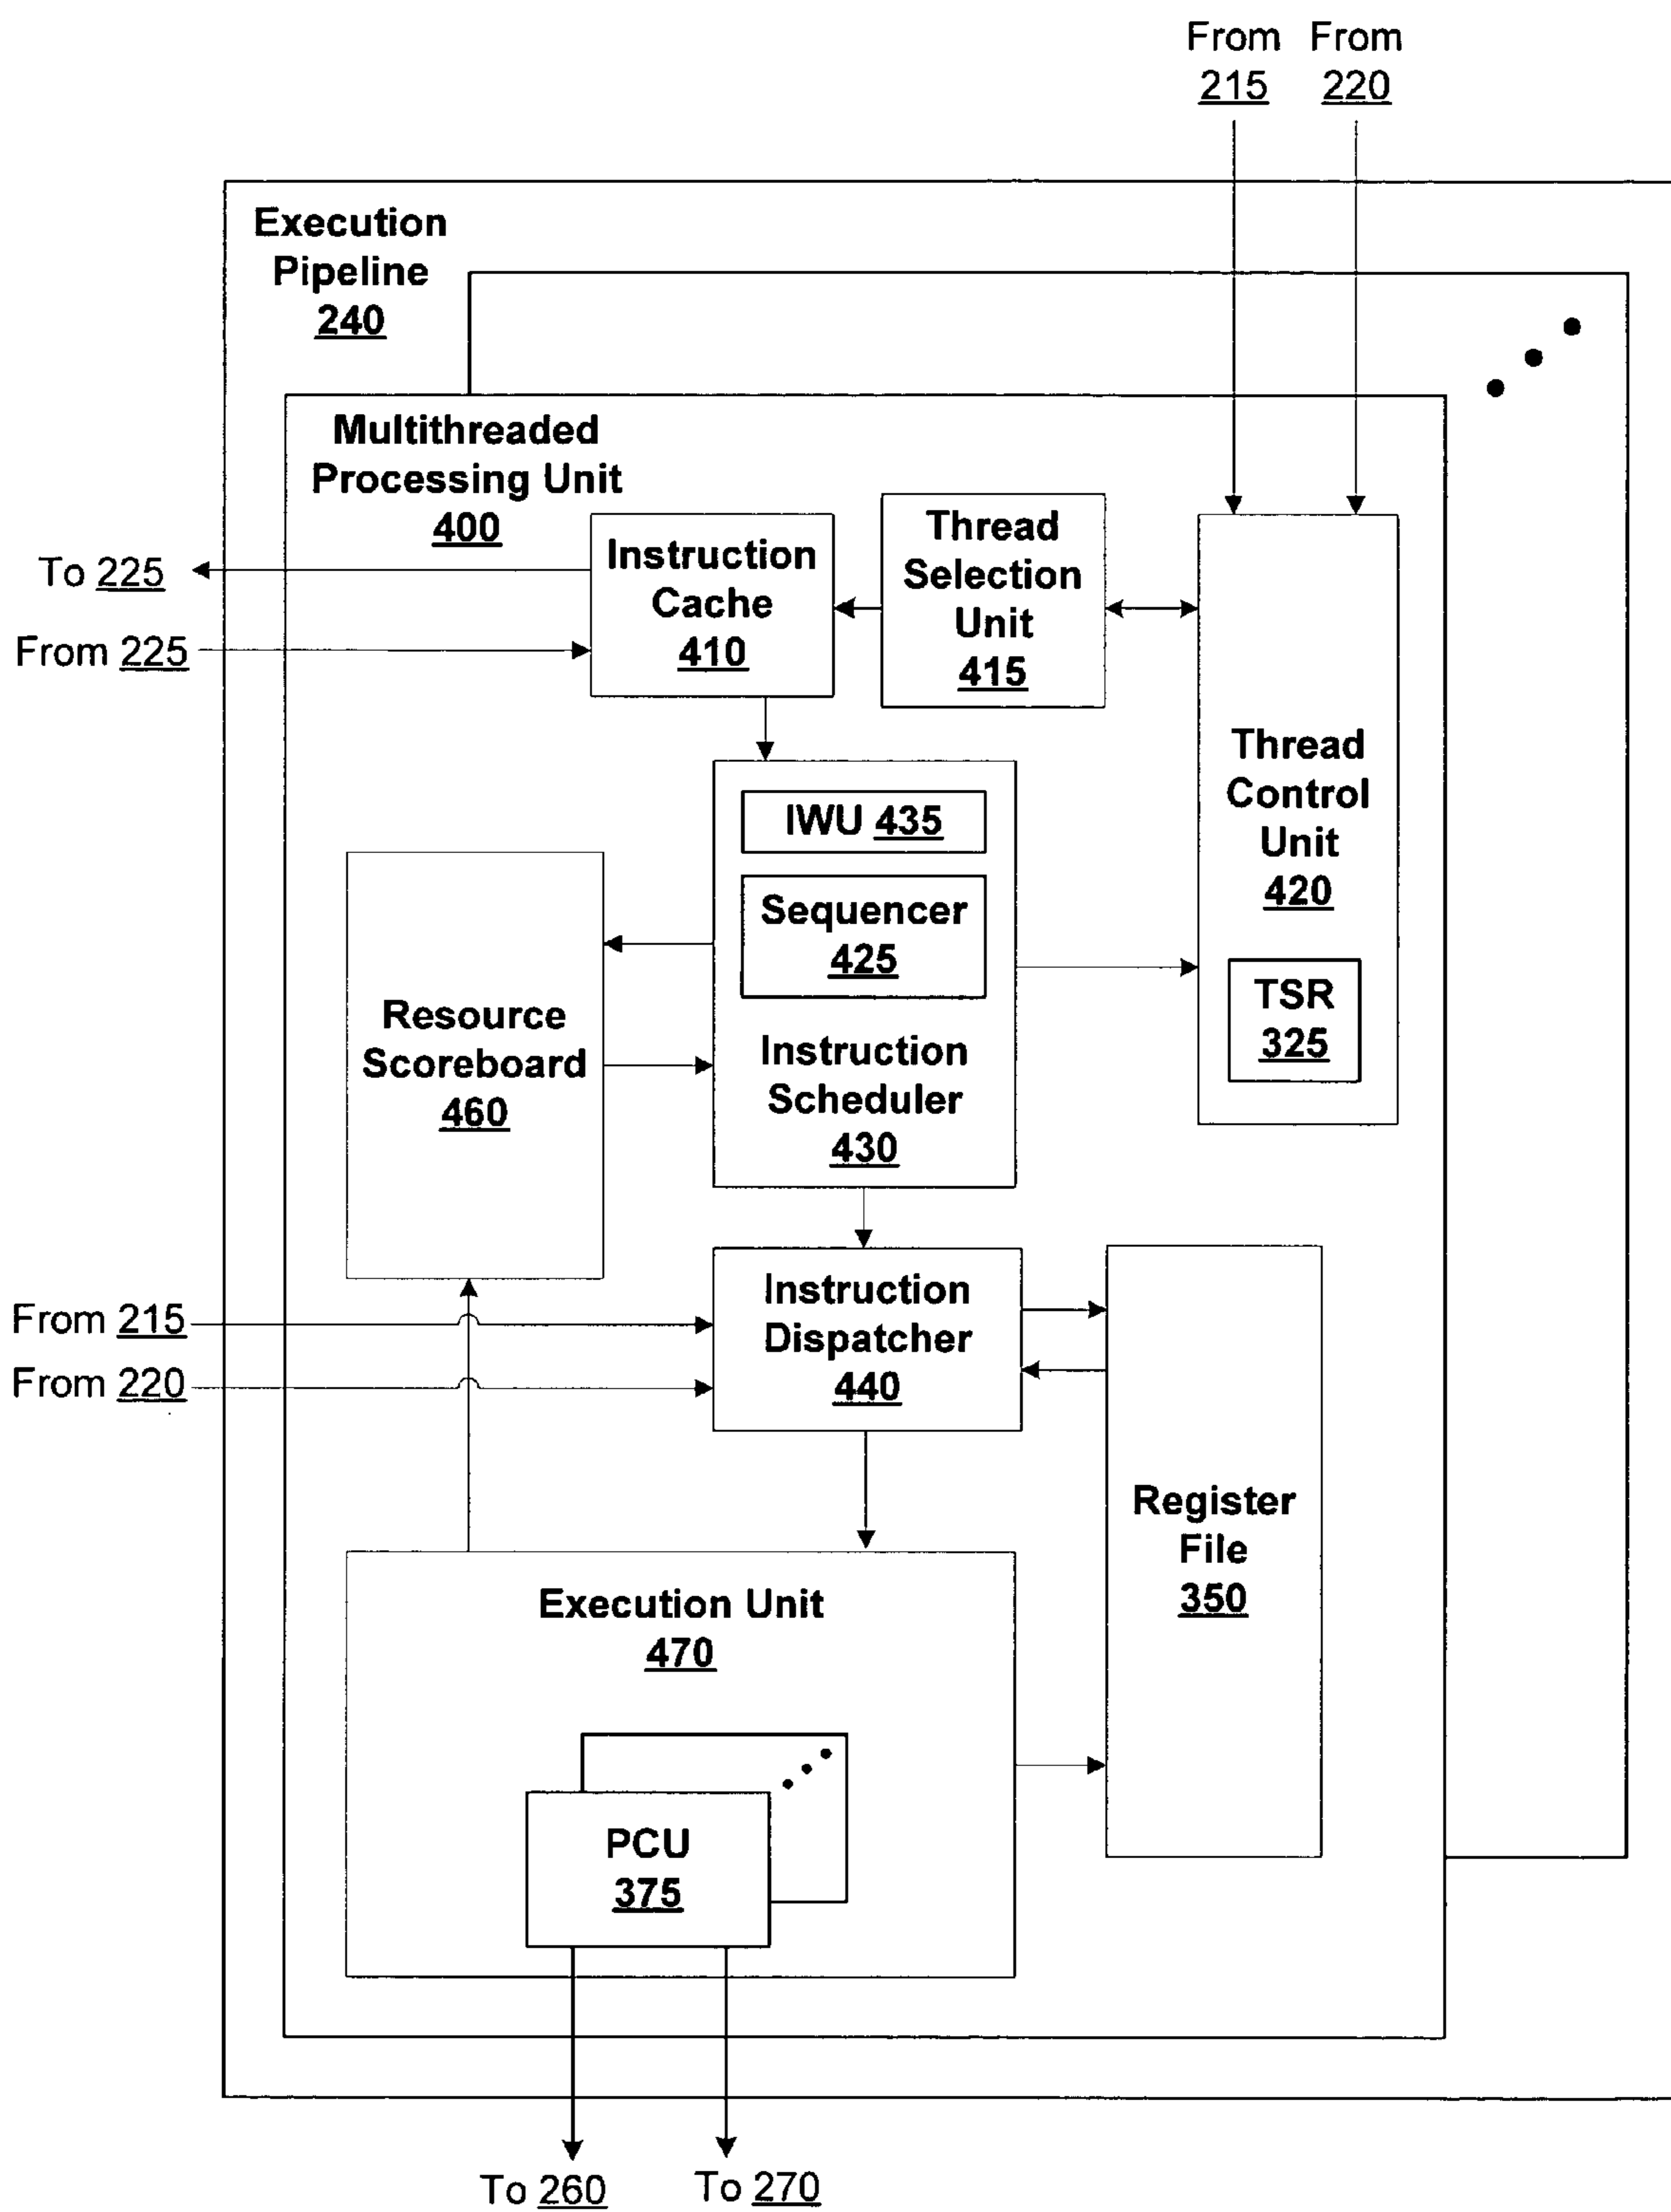 From From
215 220
Execution
Pipeline
240
Multithreaded
Processing Unit
400
Instruction
Cache
410
Thread
Selection
Unit
415
To 225
From 225
Thread
Control
Unit
420
TSR
325
IWU 435
Sequencer
425
Instruction
Scheduler
430
Resource
Scoreboard
460
From 215
From 220
Instruction
Dispatcher
440
Register
File
350
Execution Unit
470
PCU
375
To 260 To 270